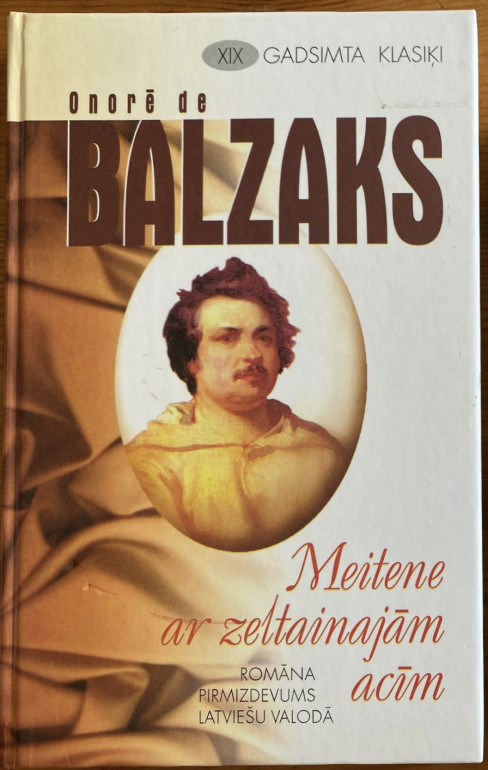 XIX GADSIMTA KLASIĶI
Onorē de
BALZAKS
Meitene
ar zeltainajām
acīm
ROMĀNA
PIRMIZDEVUMS
LATVIEŠU VALODĀ